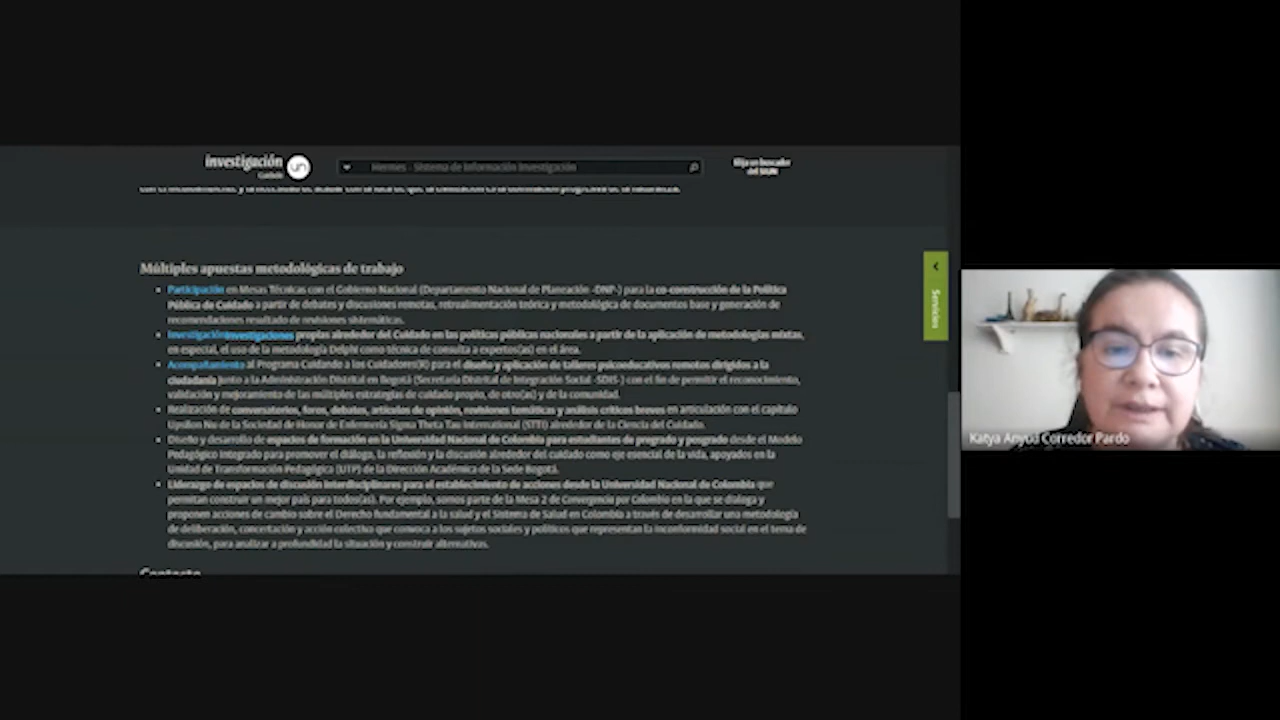 investigación
Cuidado
Hermes - Sistema de Información Investigación
Elija un buscador
del SIUN
Múltiples apuestas metodológicas de trabajo
Participación en Mesas Técnicas con el Gobierno Nacional (Departamento Nacional de Planeación -DNP-) para la co-construcción de la Política
Pública de Cuidado a partir de debates y discusiones remotas, retroalimentación teórica y metodológica de documentos base y generación de
recomendaciones resultado de revisiones sistemáticas.
InvestigaciónInvestigaciones propias alrededor del Cuidado en las políticas públicas nacionales a partir de la aplicación de metodologías mixtas,
en especial, el uso de la metodología Delphi como técnica de consulta a expertos(as) en el área.
Acompañamiento al Programa Cuidando a los Cuidadores(R) para el diseño y aplicación de talleres psicoeducativos remotos dirigidos a la
ciudadanía junto a la Administración Distrital en Bogotá (Secretaría Distrital de Integración Social -SDIS-) con el fin de permitir el reconocimiento,
validación y mejoramiento de las múltiples estrategias de cuidado propio, de otro(as) y de la comunidad.
Realización de conversatorios, foros, debates, artículos de opinión, revisiones temáticas y análisis críticos breves en articulación con el capítulo
Upsilon Nu de la Sociedad de Honor de Enfermería Sigma Theta Tau International (STTI) alrededor de la Ciencia del Cuidado.
Diseño y desarrollo de espacios de formación en la Universidad Nacional de Colombia para estudiantes de pregrado y posgrado desde el Modelo
Pedagógico Integrado para promover el diálogo, la reflexión y la discusión alrededor del cuidado como eje esencial de la vida, apoyados en la
Unidad de Transformación Pedagógica (UTP) de la Dirección Académica de la Sede Bogotá.
Liderazgo de espacios de discusión interdisciplinares para el establecimiento de acciones desde la Universidad Nacional de Colombia que
permitan construir un mejor país para todos(as). Por ejemplo, somos parte de la Mesa 2 de Convergencia por Colombia en la que se dialoga y
proponen acciones de cambio sobre el Derecho fundamental a la salud y el Sistema de Salud en Colombia a través de desarrollar una metodología
de deliberación, concertación y acción colectiva que convoca a los sujetos sociales y políticos que representan la inconformidad social en el tema de
discusión, para analizar a profundidad la situación y construir alternativas.
Contacto
Servicios
Katya Anyud Corredor Pardo